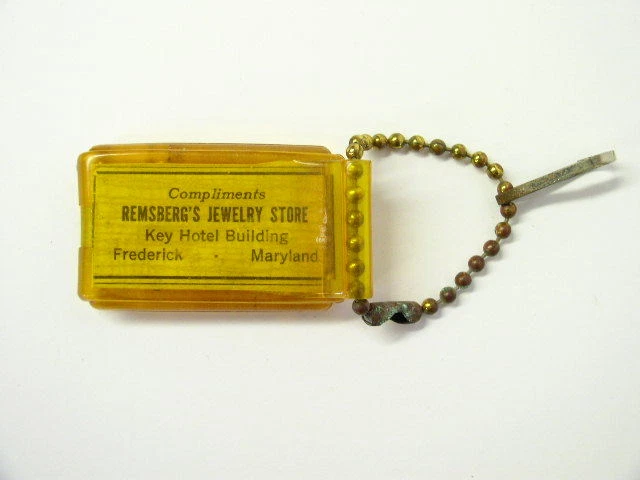 Compliments
REMSBERG'S JEWELRY STORE
Key Hotel Building
Frederick · Maryland